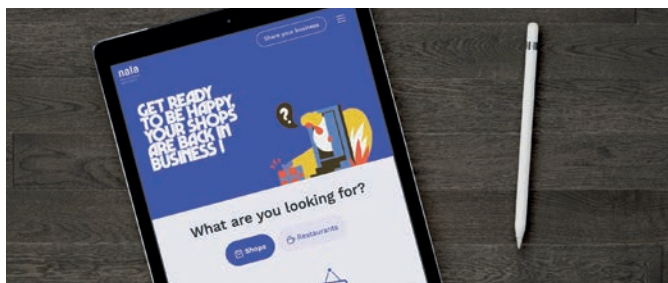 Share your business
nala
GET READY
TO BE HAPPY,
YOUR SHOPS
ARE BACK IN
BUSINESS |
?
What are you looking for?
Shops
Restaurants